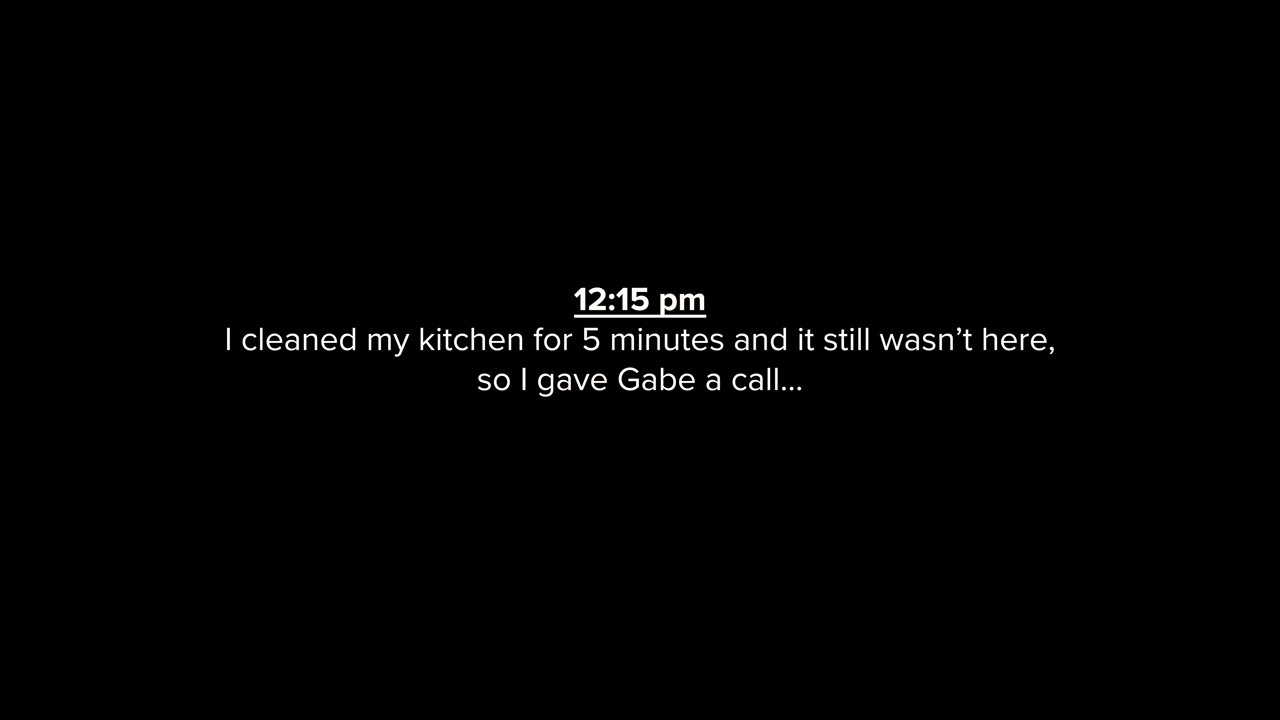 12:15 pm
I cleaned my kitchen for 5 minutes and it still wasn’t here,
so I gave Gabe a call...